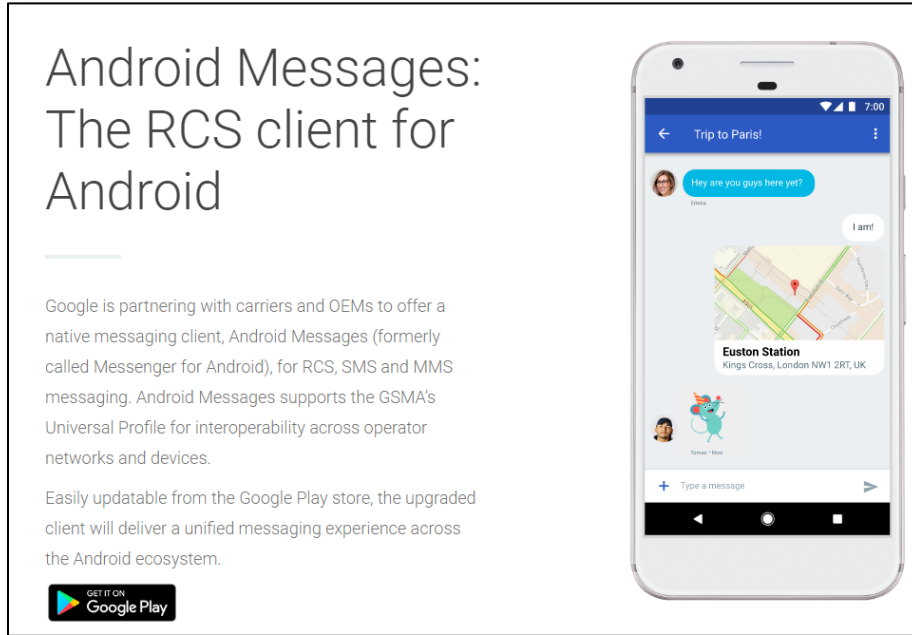 Android Messages:
The RCS client for
Android
Google is partnering with carriers and OEMs to offer a
native messaging client, Android Messages (formerly
called Messenger for Android), for RCS, SMS and MMS
messaging. Android Messages supports the GSMA's
Universal Profile for interoperability across operator
networks and devices.
Easily updatable from the Google Play store, the upgraded
client will deliver a unified messaging experience across
the Android ecosystem.
GET IT ON
Google Play
7:00
Trip to Paris!
Hey are you guys here yet?
Emma
I am!
Euston Station
Kings Cross, London NW1 2RT, UK
Now
Type a message